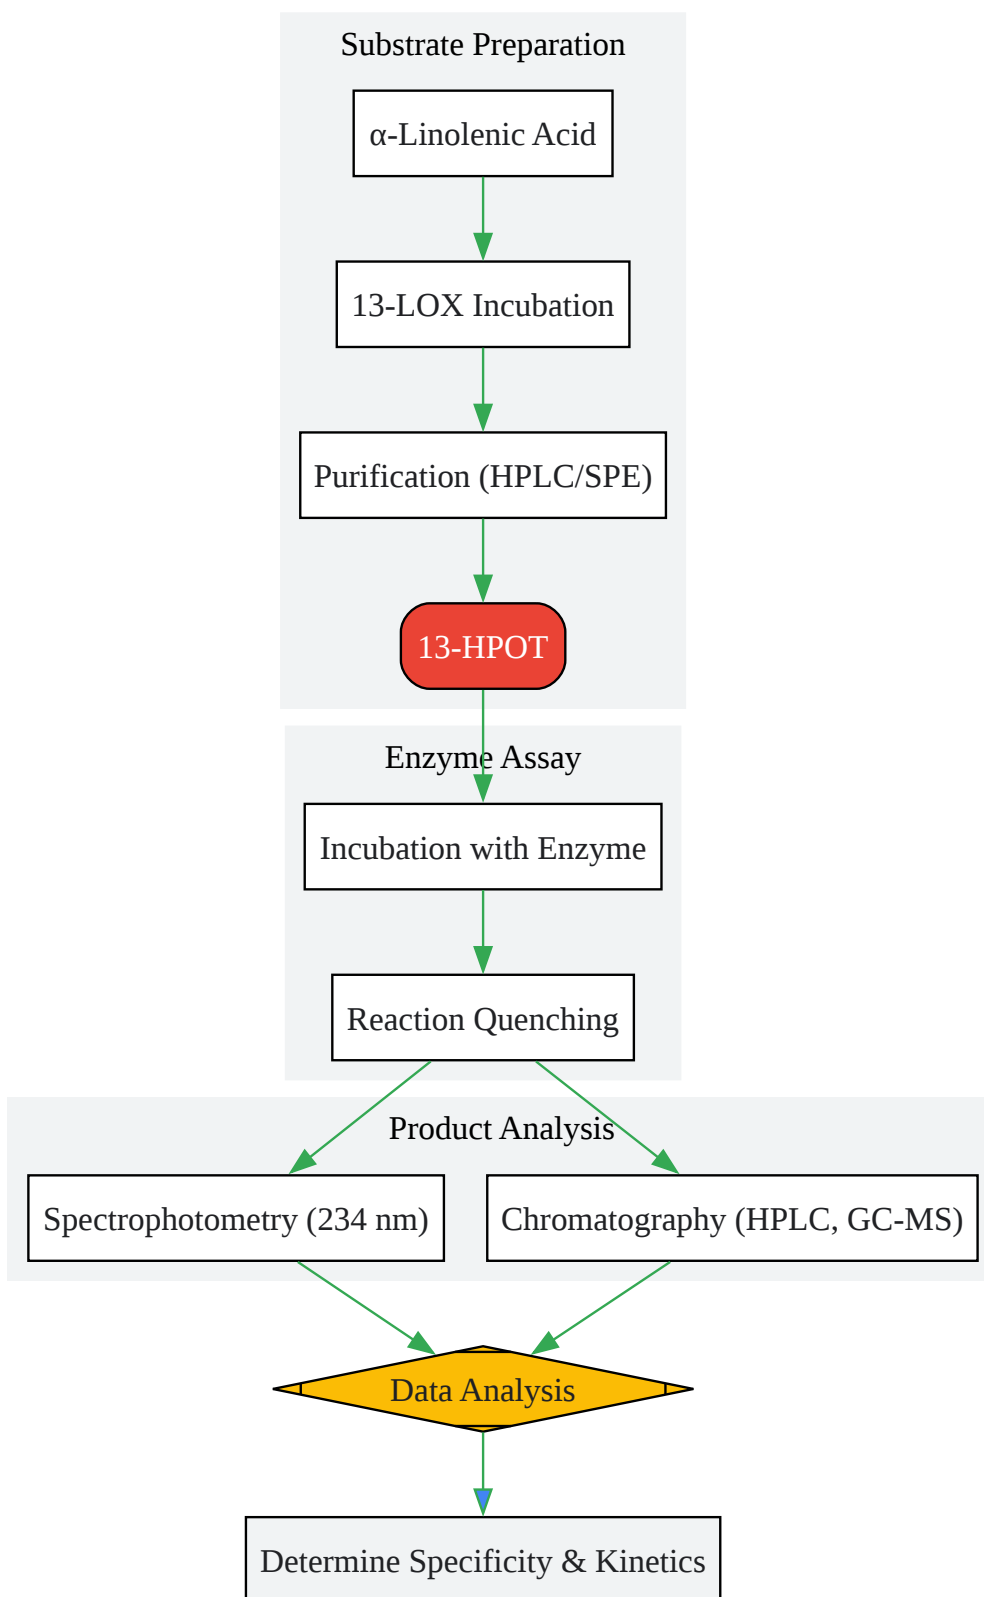 Substrate Preparation
α-Linolenic Acid
13-LOX Incubation
Purification (HPLC/SPE)
13-HPOT
Enzyme Assay
Incubation with Enzyme
Reaction Quenching
Product Analysis
Spectrophotometry (234 nm)
Chromatography (HPLC, GC-MS)
Data Analysis
Determine Specificity & Kinetics